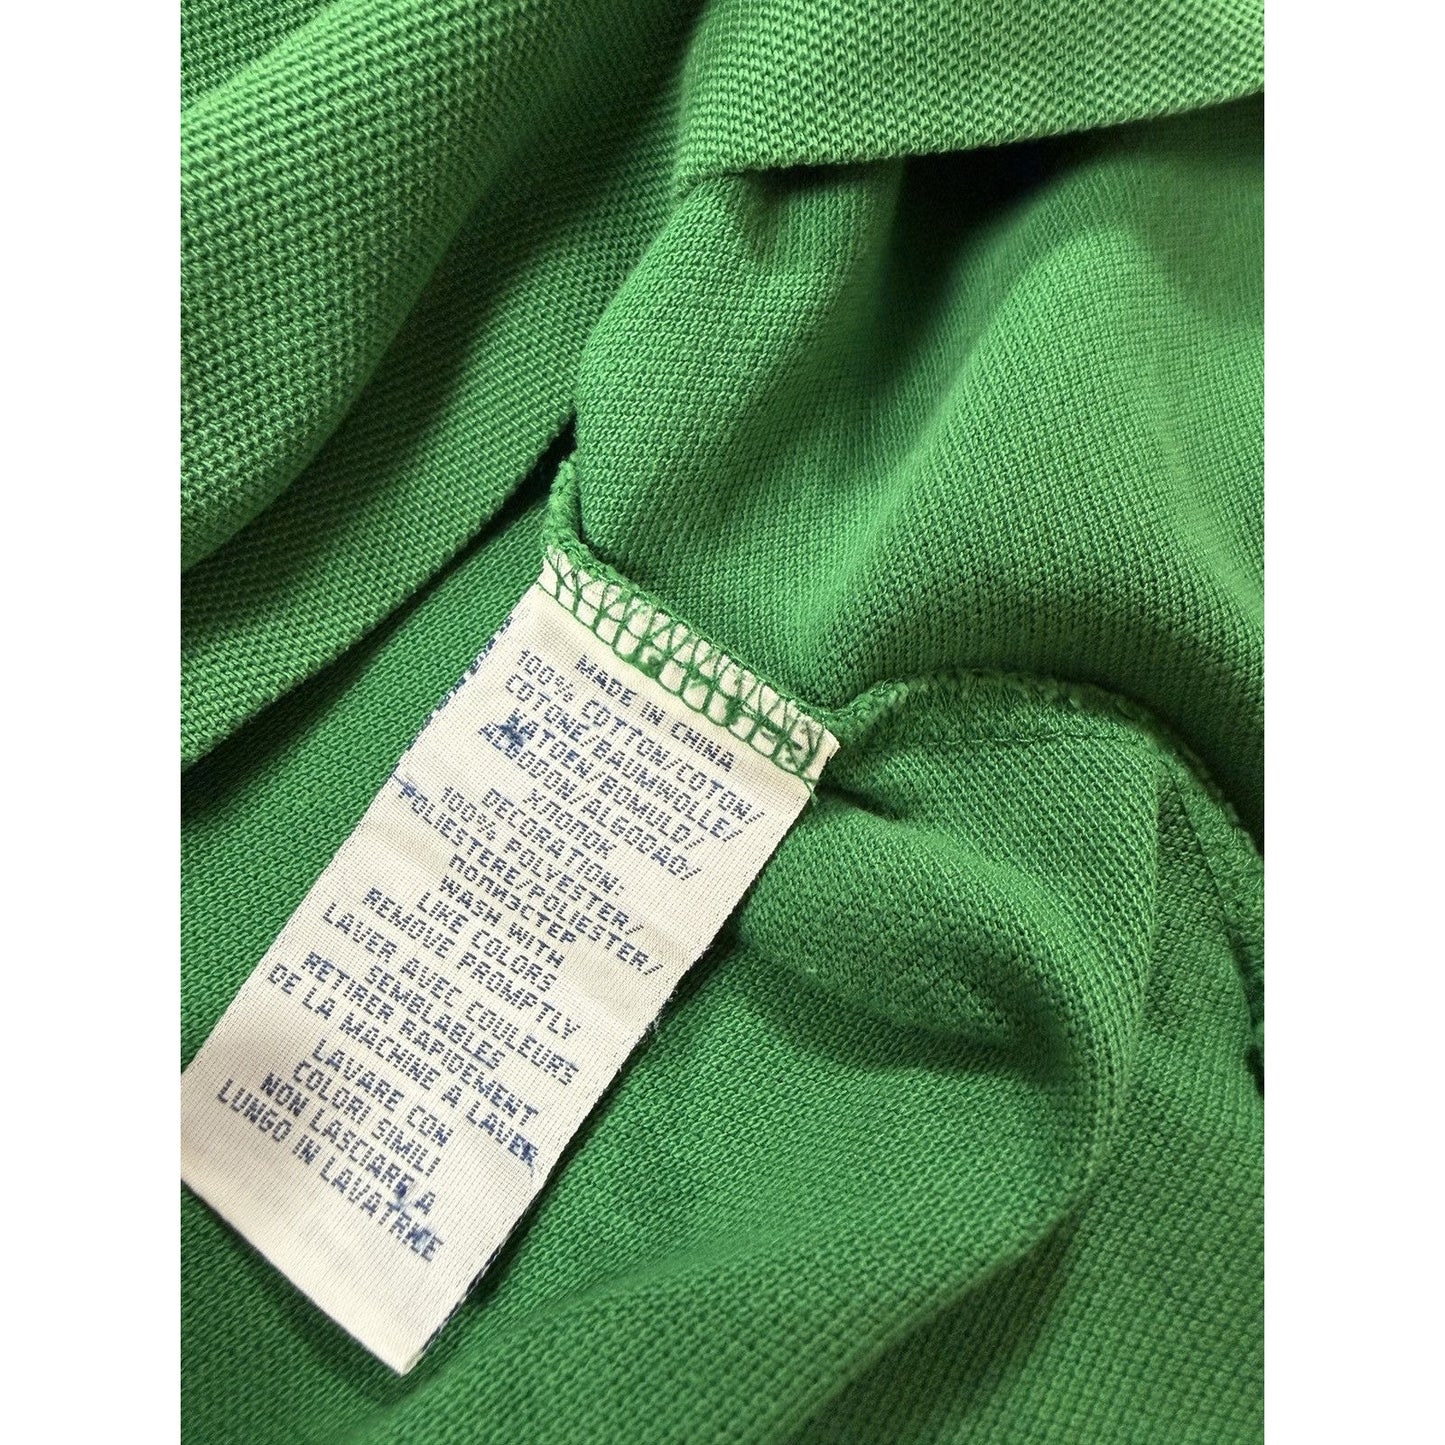 MADE IN CHINA
100% COTTON/COTON/
COTONE/BAUMWOLLE/
KATOEN/BOMULD/
ALGODON/ALGODAO/
ХЛОПОК
DECORATION:
100% POLYESTER/
POLIESTERE/POLIESTER/
ПОЛИЭСТЕР
WASH WITH
LIKE COLORS
REMOVE PROMPTLY
LAVER AVEC COULEURS
SEMBLABLES
RETIRER RAPIDEMENT
DE LA MACHINE A LAVER
LAVARE CON
COLORI SIMILI
NON LASCIARE A
LUNGO IN LAVATRICE